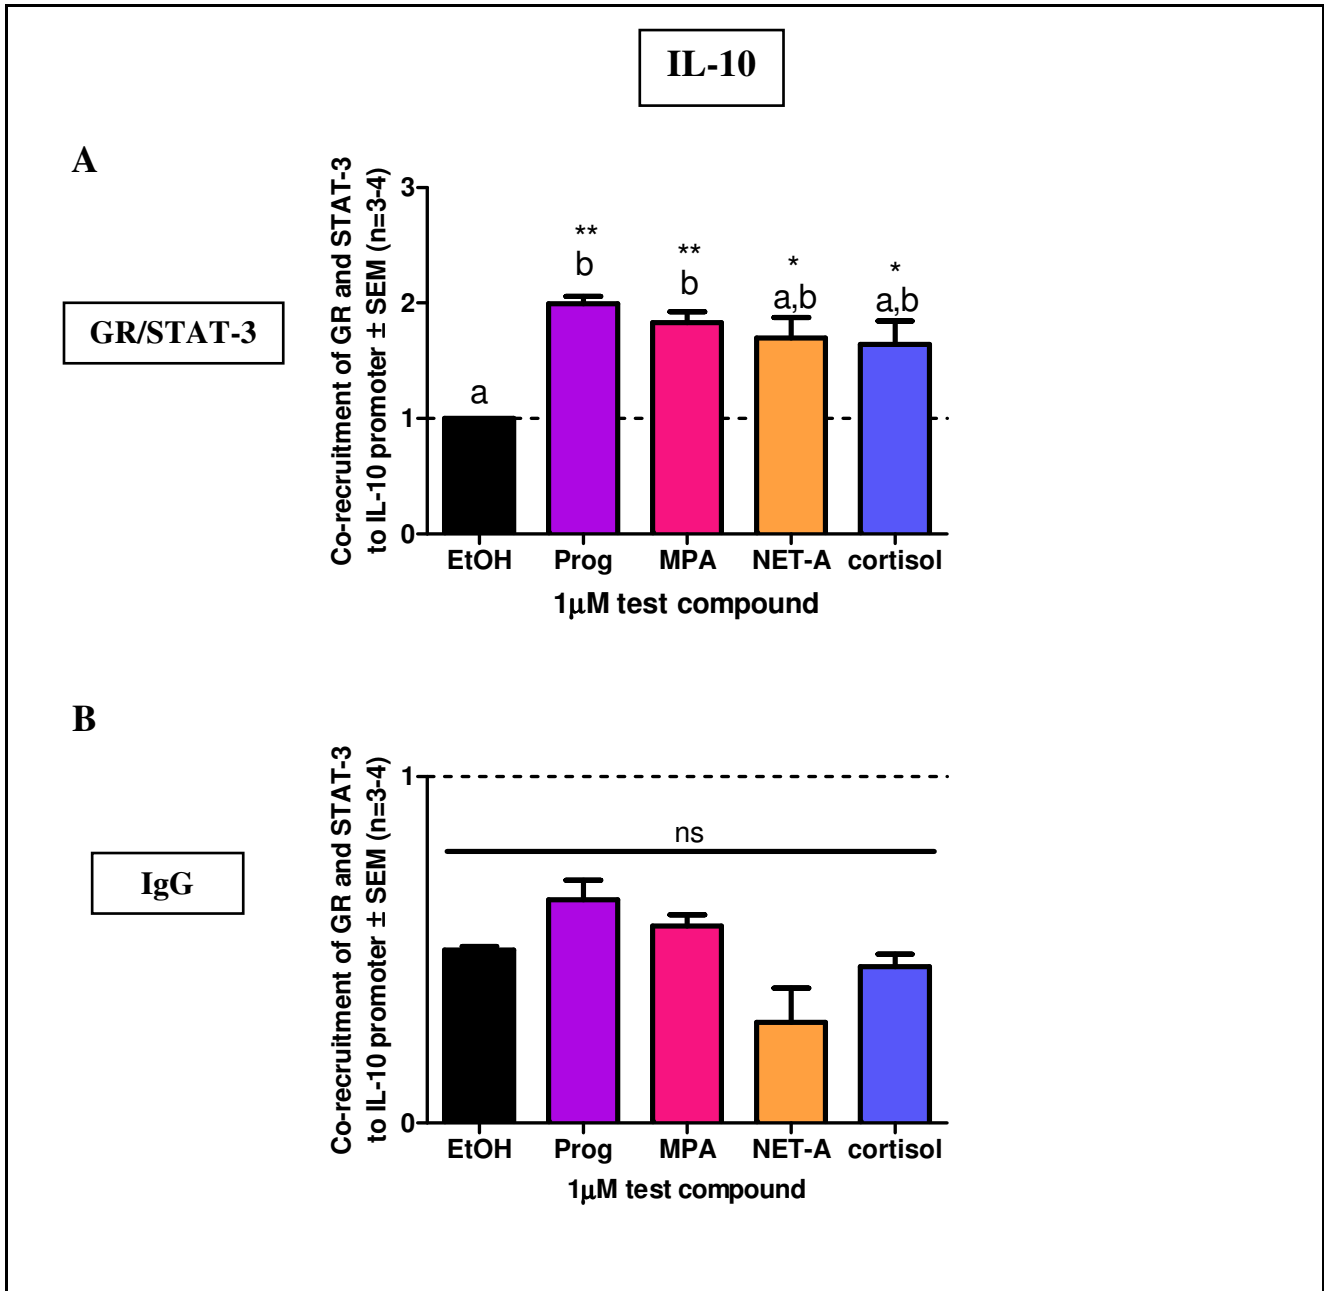 IL-10
A
GR/STAT-3
Co-recruitment of GR and STAT-3
to IL-10 promoter ± SEM (n=3-4)
3
2
1
0
a
**
b
**
b
*
a,b
*
a,b
EtOH Prog MPA NET-A cortisol
1μM test compound
B
IgG
Co-recruitment of GR and STAT-3
to IL-10 promoter ± SEM (n=3-4)
1
0
ns
EtOH Prog MPA NET-A cortisol
1μM test compound